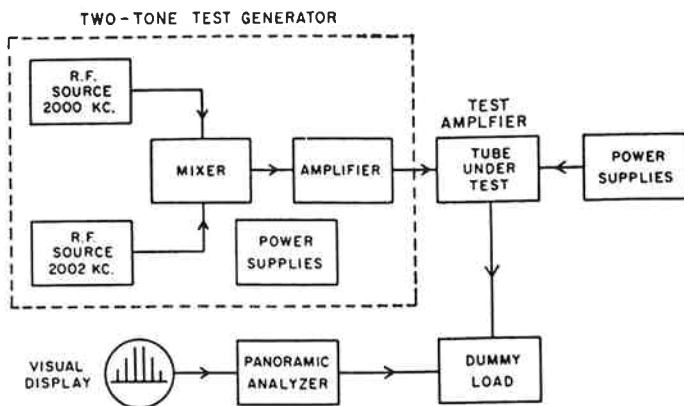 TWO-TONE TEST GENERATOR
R.F.
SOURCE
2000 KC.
MIXER
AMPLIFIER
R.F.
SOURCE
2002 KC.
POWER
SUPPLIES
TEST
AMPLFIER
TUBE
UNDER
TEST
POWER
SUPPLIES
VISUAL
DISPLAY
PANORAMIC
ANALYZER
DUMMY
LOAD